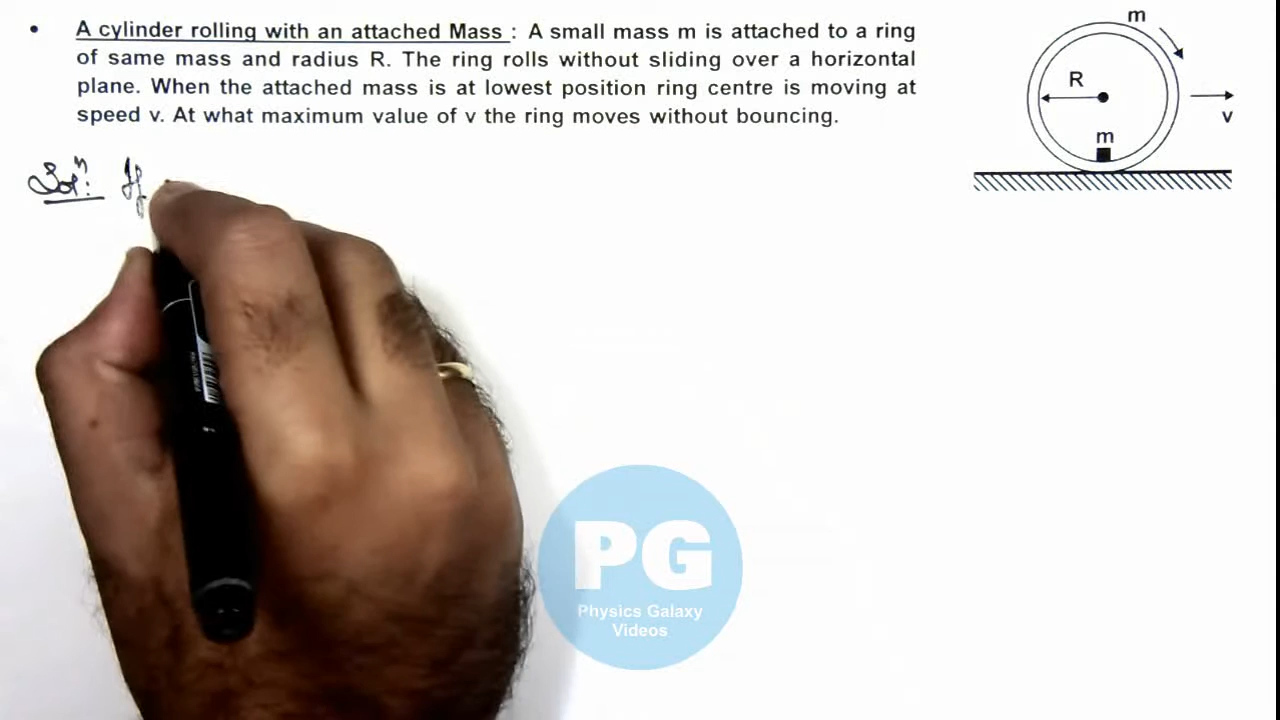 • A cylinder rolling with an attached Mass : A small mass m is attached to a ring
of same mass and radius R. The ring rolls without sliding over a horizontal
plane. When the attached mass is at lowest position ring centre is moving at
speed v. At what maximum value of v the ring moves without bouncing.
m
R
v
m
Solⁿ: If
PG
Physics Galaxy
Videos